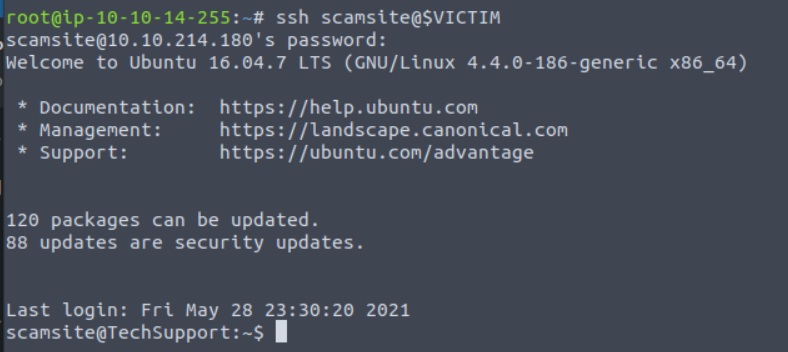 root@ip-10-10-14-255:~# ssh scamsite@$VICTIM
scamsite@10.10.214.180's password:
Welcome to Ubuntu 16.04.7 LTS (GNU/Linux 4.4.0-186-generic x86_64)
* Documentation:  https://help.ubuntu.com
* Management:     https://landscape.canonical.com
* Support:        https://ubuntu.com/advantage
120 packages can be updated.
88 updates are security updates.
Last login: Fri May 28 23:30:20 2021
scamsite@TechSupport:~$